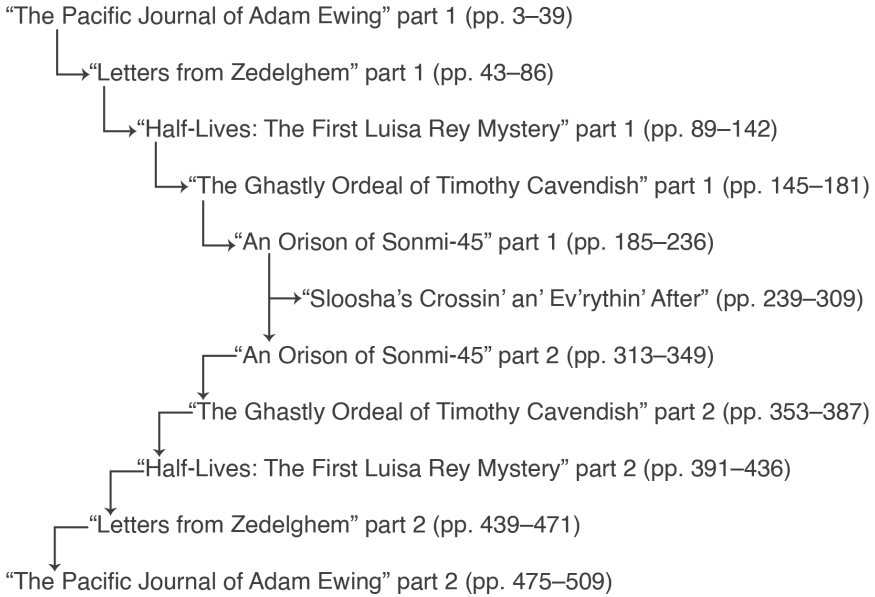 “The Pacific Journal of Adam Ewing” part 1 (pp. 3–39)
“Letters from Zedelghem” part 1 (pp. 43–86)
“Half-Lives: The First Luisa Rey Mystery” part 1 (pp. 89–142)
“The Ghastly Ordeal of Timothy Cavendish” part 1 (pp. 145–181)
“An Orison of Sonmi-45” part 1 (pp. 185–236)
“Sloosha’s Crossin’ an’ Ev’rythin’ After” (pp. 239–309)
“An Orison of Sonmi-45” part 2 (pp. 313–349)
“The Ghastly Ordeal of Timothy Cavendish” part 2 (pp. 353–387)
“Half-Lives: The First Luisa Rey Mystery” part 2 (pp. 391–436)
“Letters from Zedelghem” part 2 (pp. 439–471)
“The Pacific Journal of Adam Ewing” part 2 (pp. 475–509)